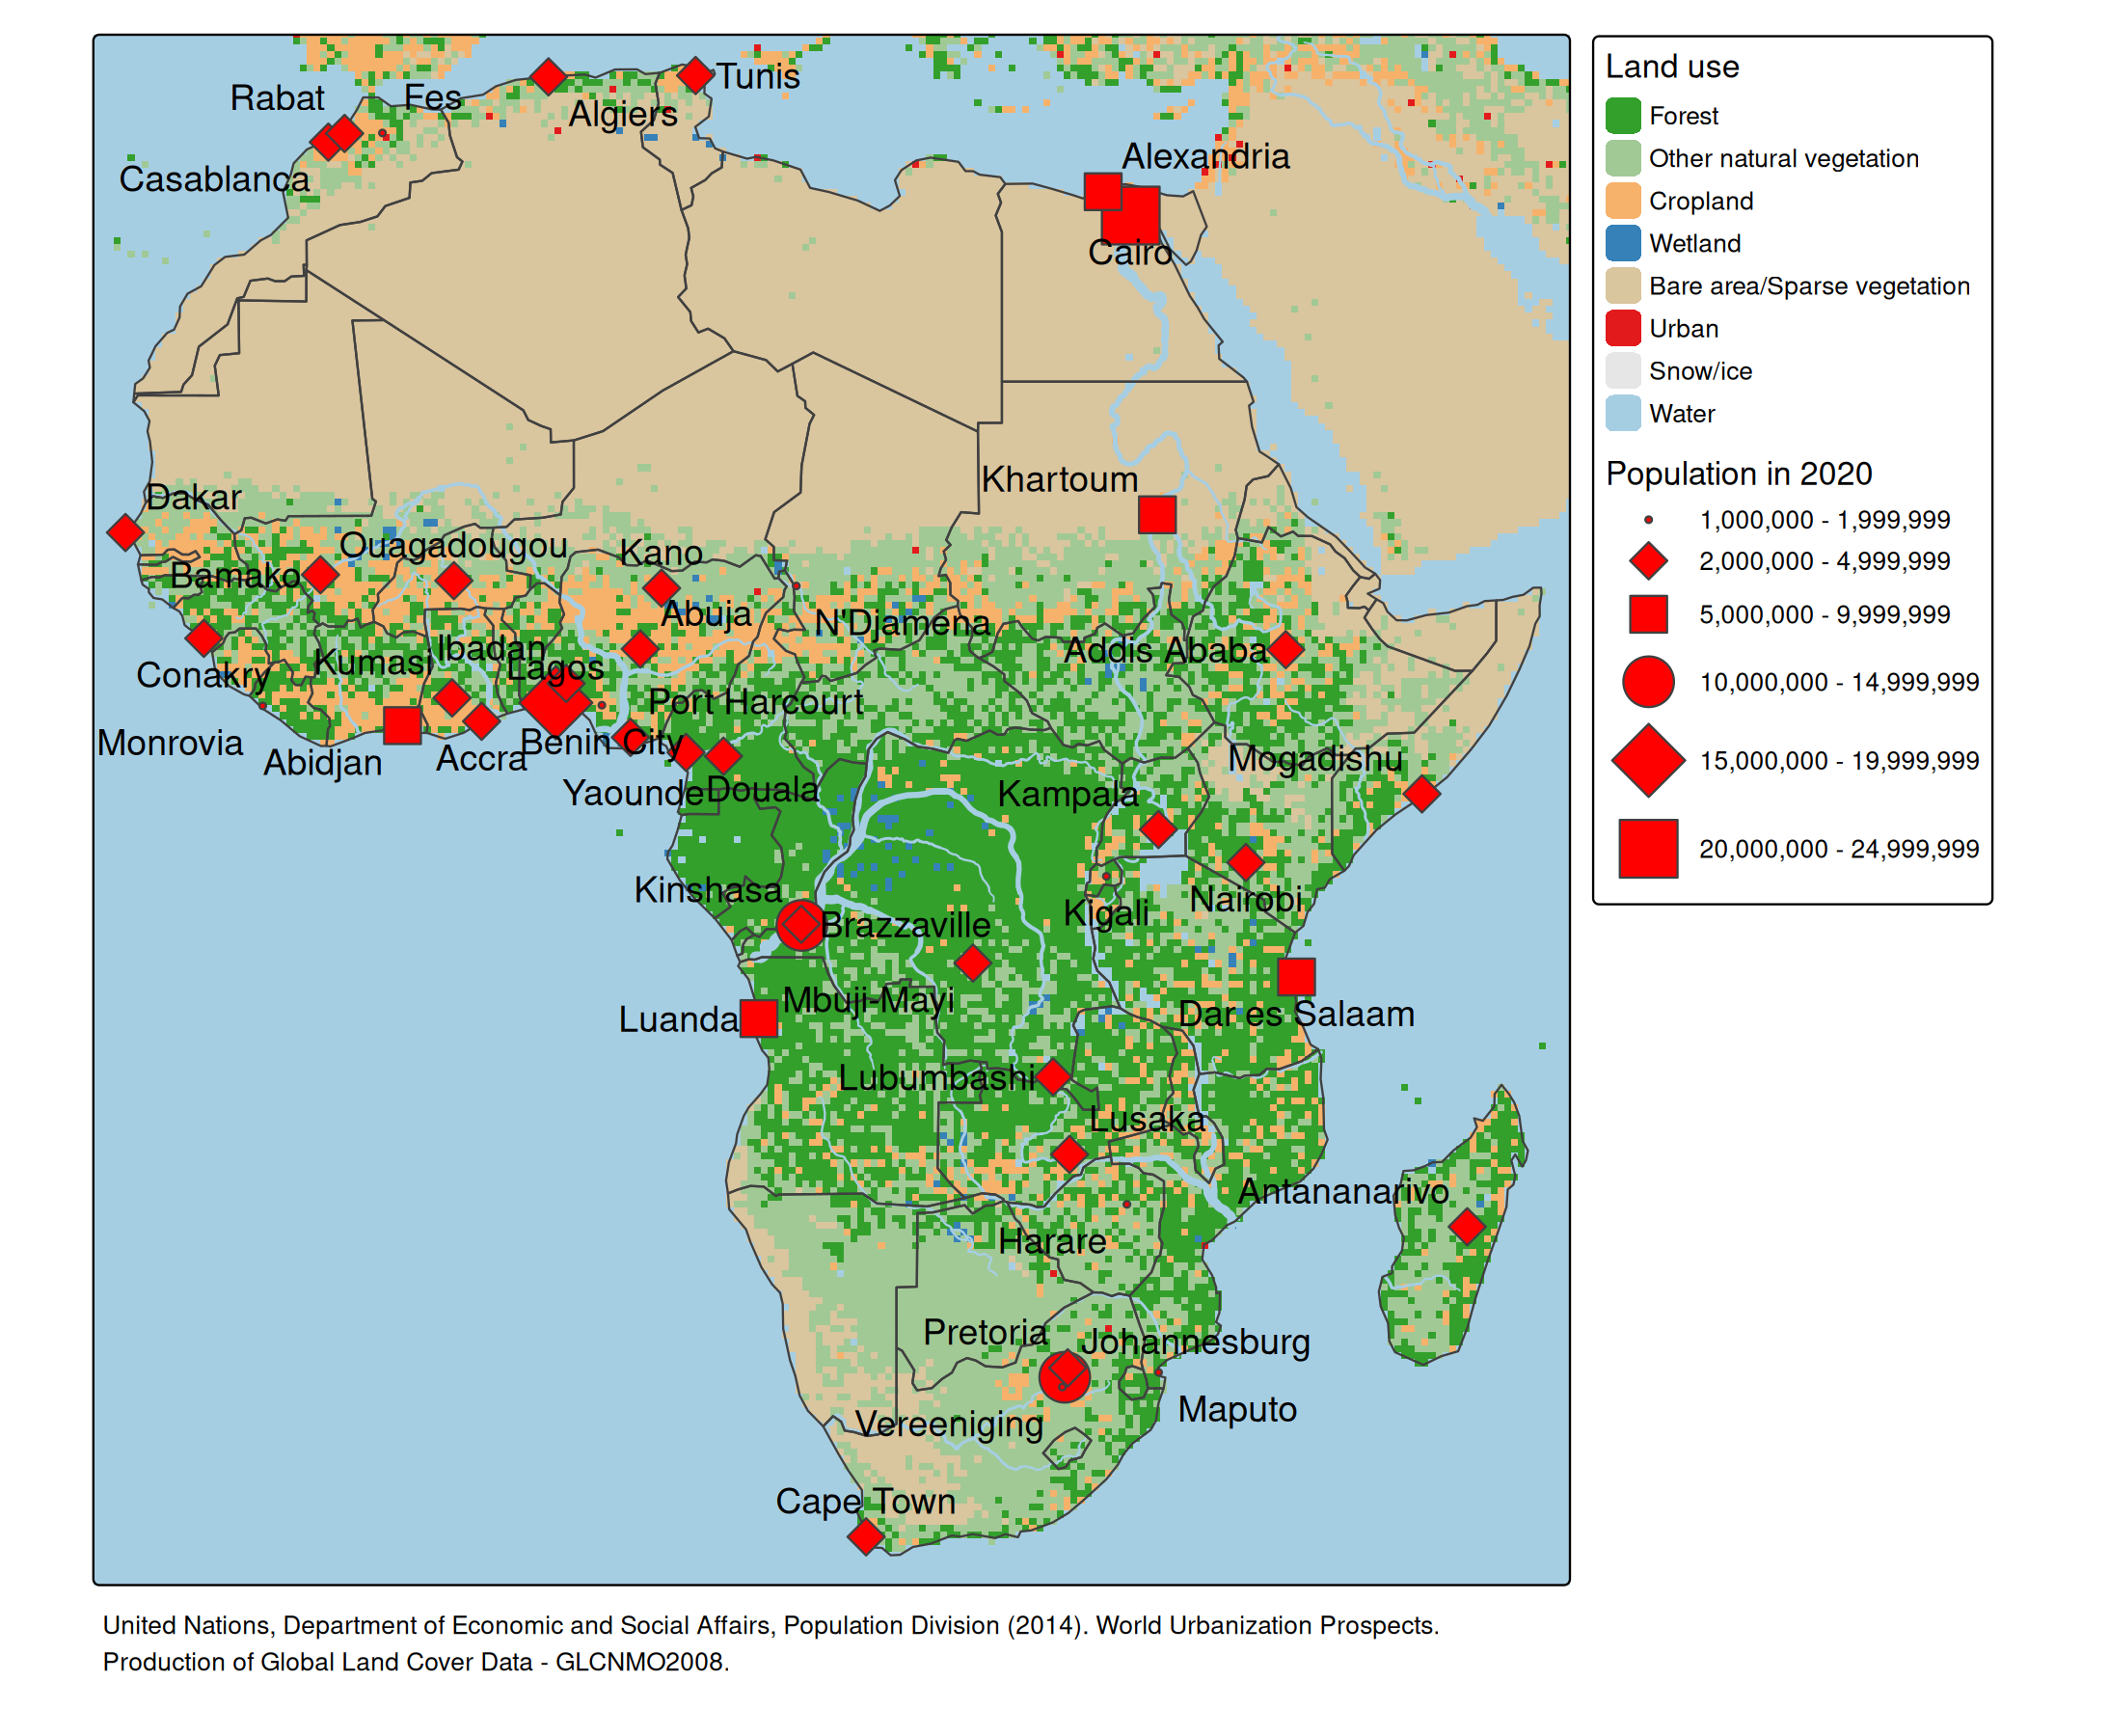 Tunis
Rabat
Fes
Algiers
Casablanca
Alexandria
Cairo
Khartoum
Dakar
Ouagadougou
Kano
Bamako
Abuja
N'Djamena
Ibadan
Addis Ababa
Kumasi
Lagos
Conakry
Port Harcourt
Monrovia
Benin City
Abidjan
Accra
Mogadishu
Yaounde
Douala
Kampala
Kinshasa
Nairobi
Kigali
Brazzaville
Mbuji-Mayi
Luanda
Dar es Salaam
Lubumbashi
Lusaka
Antananarivo
Harare
Pretoria
Johannesburg
Maputo
Vereeniging
Cape Town
Land use
Forest
Other natural vegetation
Cropland
Wetland
Bare area/Sparse vegetation
Urban
Snow/ice
Water
Population in 2020
1,000,000 - 1,999,999
2,000,000 - 4,999,999
5,000,000 - 9,999,999
10,000,000 - 14,999,999
15,000,000 - 19,999,999
20,000,000 - 24,999,999
United Nations, Department of Economic and Social Affairs, Population Division (2014). World Urbanization Prospects.
Production of Global Land Cover Data - GLCNMO2008.